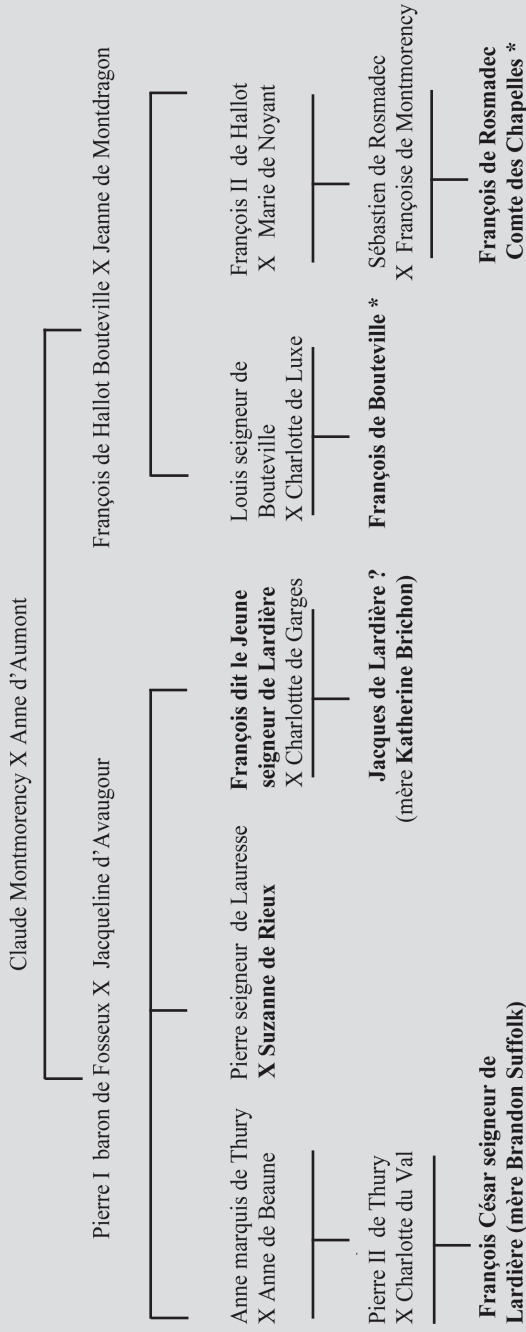 Claude Montmorency X Anne d'Aumont
Pierre I baron de Fosseux X Jacqueline d'Avaugour
François de Hallot Bouteville X Jeanne de Montdragon
Anne marquis de Thury
X Anne de Beaune
Pierre seigneur de Lauresse
X Suzanne de Rieux
François dit le Jeune
seigneur de Lardière
X Charlottte de Garges
Louis seigneur de
Bouteville
X Charlotte de Luxe
François II de Hallot
X Marie de Noyant
Pierre II de Thury
X Charlotte du Val
Jacques de Lardière ?
(mère Katherine Brichon)
François de Bouteville *
Sébastien de Rosmadec
X Françoise de Montmorency
François César seigneur de
Lardière (mère Brandon Suffolk)
François de Rosmadec
Comte des Chapelles *